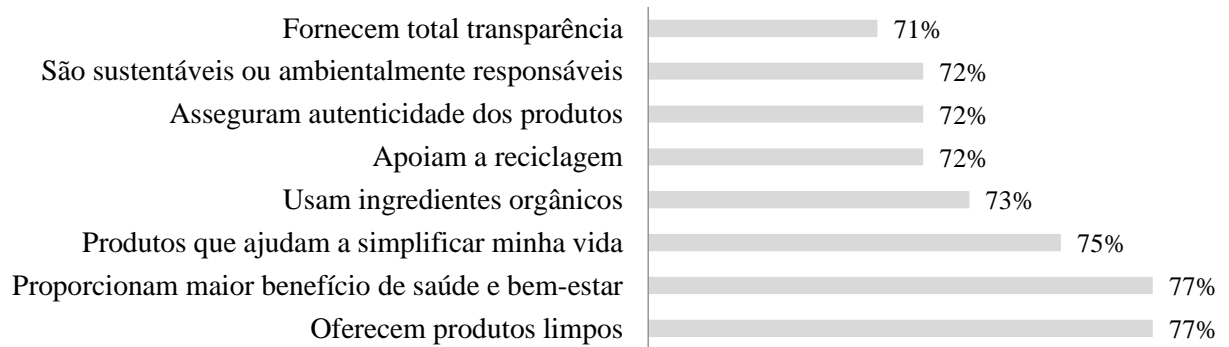 Fornecem total transparência 71%
São sustentáveis ou ambientalmente responsáveis 72%
Asseguram autenticidade dos produtos 72%
Apoiam a reciclagem 72%
Usam ingredientes orgânicos 73%
Produtos que ajudam a simplificar minha vida 75%
Proporcionam maior benefício de saúde e bem-estar 77%
Oferecem produtos limpos 77%